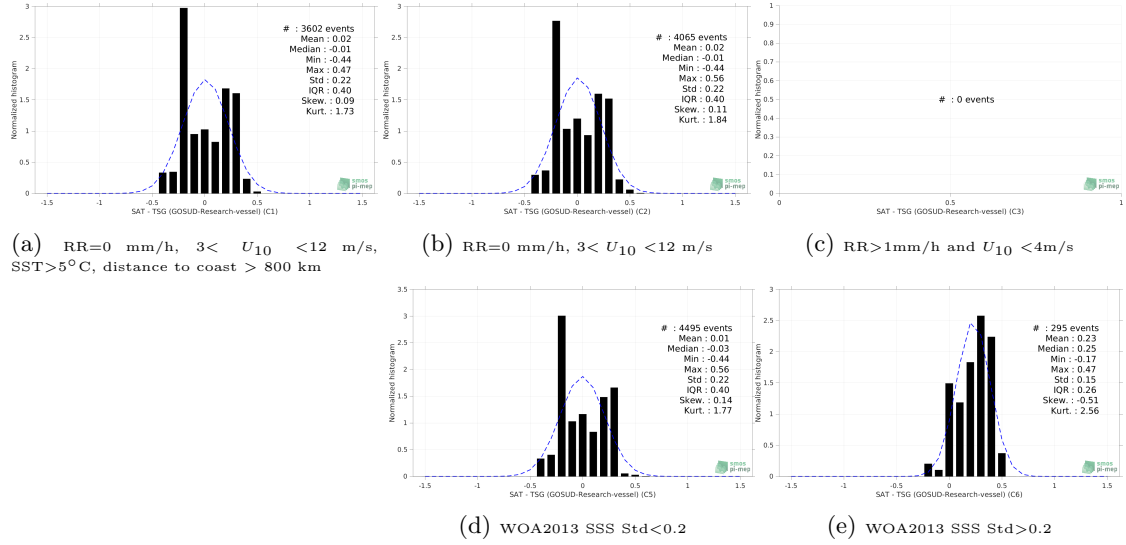 3
2.5
2
1.5
1
0.5
0
Normalized histogram
# : 3602 events
Mean : 0.02
Median : -0.01
Min : -0.44
Max : 0.47
Std : 0.22
IQR : 0.40
Skew. : 0.09
Kurt. : 1.73
smos
pi-mep
-1.5 -1 -0.5 0 0.5 1 1.5
SAT - TSG (GOSUD-Research-vessel) (C1)
(a) RR=0 mm/h, 3< U10 <12 m/s,
SST>5°C, distance to coast > 800 km
3
2.5
2
1.5
1
0.5
0
Normalized histogram
# : 4065 events
Mean : 0.02
Median : -0.01
Min : -0.44
Max : 0.56
Std : 0.22
IQR : 0.40
Skew. : 0.11
Kurt. : 1.84
smos
pi-mep
-1.5 -1 -0.5 0 0.5 1 1.5
SAT - TSG (GOSUD-Research-vessel) (C2)
(b) RR=0 mm/h, 3< U10 <12 m/s
1
0.9
0.8
0.7
0.6
0.5
0.4
0.3
0.2
0.1
0
Normalized histogram
# : 0 events
smos
pi-mep
0 0.5 1
SAT - TSG (GOSUD-Research-vessel) (C3)
(c) RR>1mm/h and U10 <4m/s
3.5
3
2.5
2
1.5
1
0.5
0
Normalized histogram
# : 4495 events
Mean : 0.01
Median : -0.03
Min : -0.44
Max : 0.56
Std : 0.22
IQR : 0.40
Skew. : 0.14
Kurt. : 1.77
smos
pi-mep
-1.5 -1 -0.5 0 0.5 1 1.5
SAT - TSG (GOSUD-Research-vessel) (C5)
(d) WOA2013 SSS Std<0.2
3
2.5
2
1.5
1
0.5
0
Normalized histogram
# : 295 events
Mean : 0.23
Median : 0.25
Min : -0.17
Max : 0.47
Std : 0.15
IQR : 0.26
Skew. : -0.51
Kurt. : 2.56
smos
pi-mep
-1.5 -1 -0.5 0 0.5 1 1.5
SAT - TSG (GOSUD-Research-vessel) (C6)
(e) WOA2013 SSS Std>0.2